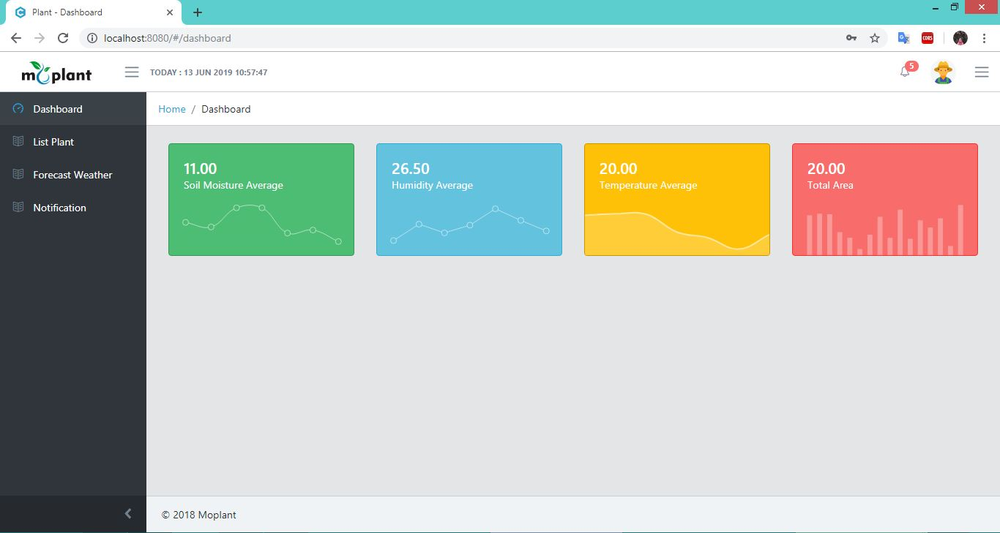 Plant - Dashboard
localhost:8080/#/dashboard
CORS
moplant
TODAY : 13 JUN 2019 10:57:47
5
Dashboard
List Plant
Forecast Weather
Notification
Home / Dashboard
11.00
Soil Moisture Average
26.50
Humidity Average
20.00
Temperature Average
20.00
Total Area
© 2018 Moplant